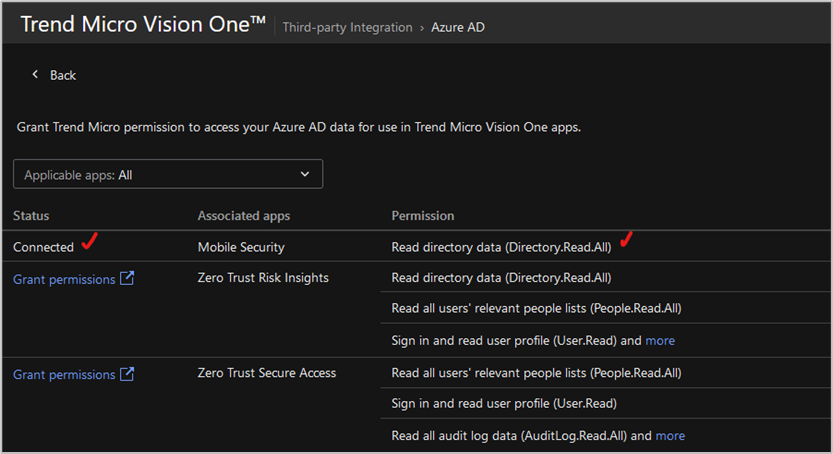 Trend Micro Vision One™ Third-party Integration › Azure AD
Back
Grant Trend Micro permission to access your Azure AD data for use in Trend Micro Vision One apps.
Applicable apps: All
Status Associated apps Permission
Connected Mobile Security Read directory data (Directory.Read.All)
Grant permissions Zero Trust Risk Insights Read directory data (Directory.Read.All)
Read all users' relevant people lists (People.Read.All)
Sign in and read user profile (User.Read) and more
Grant permissions Zero Trust Secure Access Read all users' relevant people lists (People.Read.All)
Sign in and read user profile (User.Read)
Read all audit log data (AuditLog.Read.All) and more